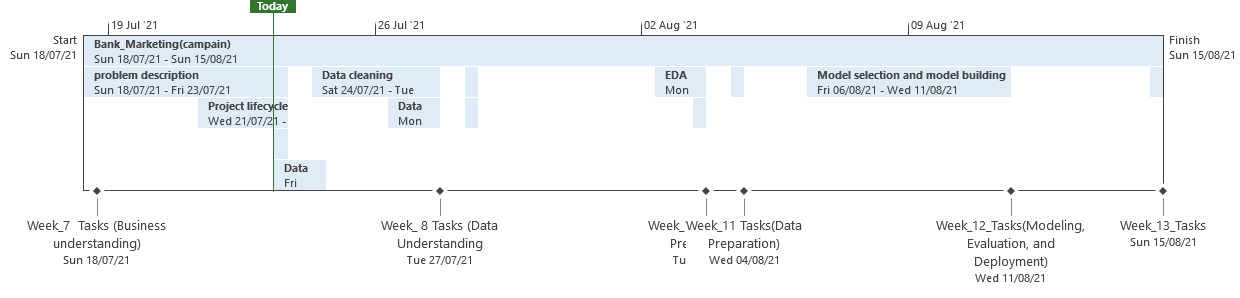 Today
19 Jul '21
26 Jul '21
02 Aug '21
09 Aug '21
Start
Sun 18/07/21
Finish
Sun 15/08/21
Bank_Marketing(campain)
Sun 18/07/21 - Sun 15/08/21
problem description
Sun 18/07/21 - Fri 23/07/21
Data cleaning
Sat 24/07/21 - Tue
EDA
Mon
Model selection and model building
Fri 06/08/21 - Wed 11/08/21
Project lifecycle
Wed 21/07/21 -
Data
Mon
Data
Fri
Week_7 Tasks (Business
understanding)
Sun 18/07/21
Week_ 8 Tasks (Data
Understanding
Tue 27/07/21
Week_
Pre
Tu
Week_11 Tasks(Data
Preparation)
Wed 04/08/21
Week_12_Tasks(Modeling,
Evaluation, and
Deployment)
Wed 11/08/21
Week_13_Tasks
Sun 15/08/21